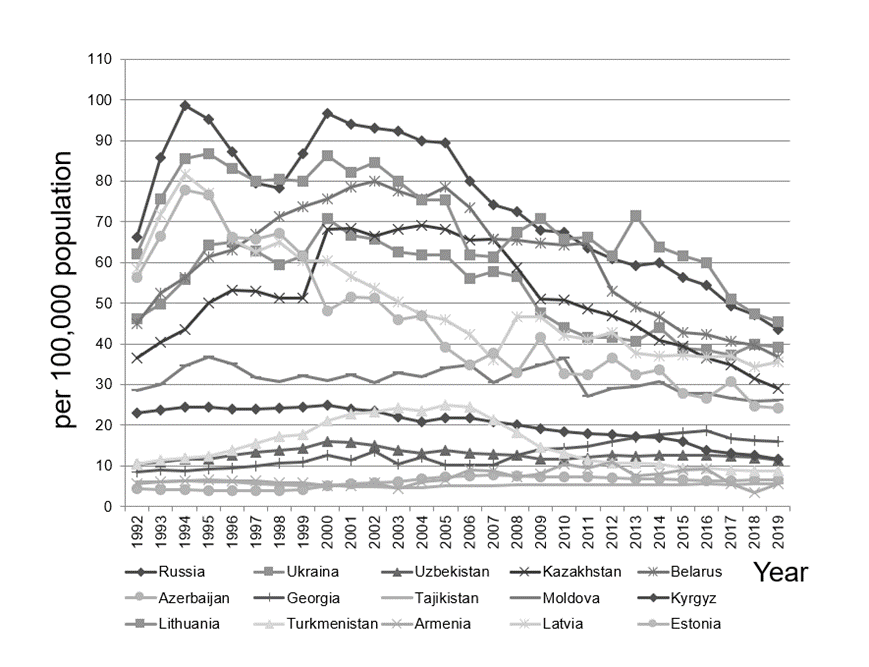 110
100
90
80
70
60
50
40
30
20
10
0
per 100,000 population
1992 1993 1994 1995 1996 1997 1998 1999 2000 2001 2002 2003 2004 2005 2006 2007 2008 2009 2010 2011 2012 2013 2014 2015 2016 2017 2018 2019
Year
Russia Ukraina Uzbekistan Kazakhstan Belarus
Azerbaijan Georgia Tajikistan Moldova Kyrgyz
Lithuania Turkmenistan Armenia Latvia Estonia